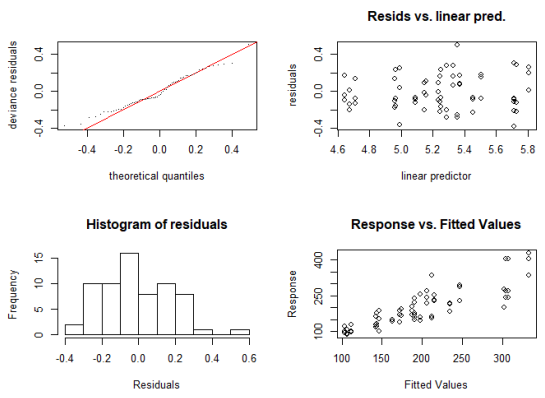 Resids vs. linear pred.
deviance residuals
-0.4 0.0 0.4
-0.4 -0.2 0.0 0.2 0.4
theoretical quantiles
residuals
-0.4 0.0 0.4
4.6 4.8 5.0 5.2 5.4 5.6 5.8
linear predictor
Histogram of residuals
Response vs. Fitted Values
Frequency
0 5 10 15
-0.4 -0.2 0.0 0.2 0.4 0.6
Residuals
Response
100 250 400
100 150 200 250 300
Fitted Values